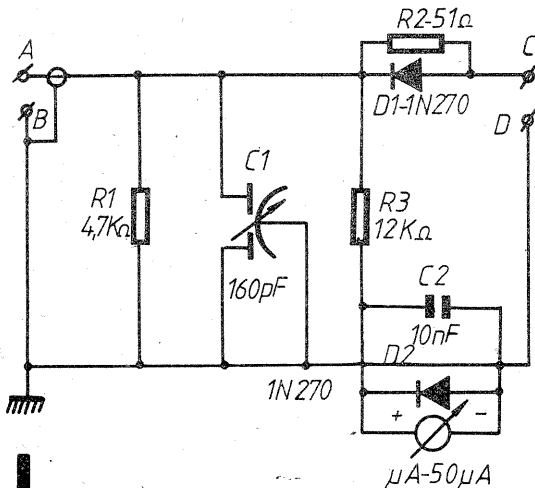 R2-51Ω
A
C
D1-1N270
B
D
C1
R1
4,7KΩ
R3
12KΩ
160pF
C2
10nF
D2
1N270
+
-
μA-50μA